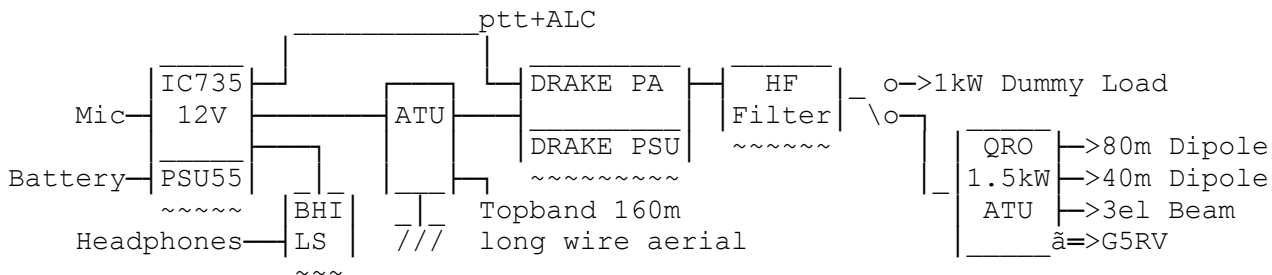 ptt+ALC
IC735 DRAKE PA HF o─>1kW Dummy Load
Mic 12V ATU Filter \o
DRAKE PSU QRO ─>80m Dipole
Battery PSU55 1.5kW ─>40m Dipole
BHI Topband 160m ATU ─>3el Beam
Headphones LS /// long wire aerial ã═>G5RV